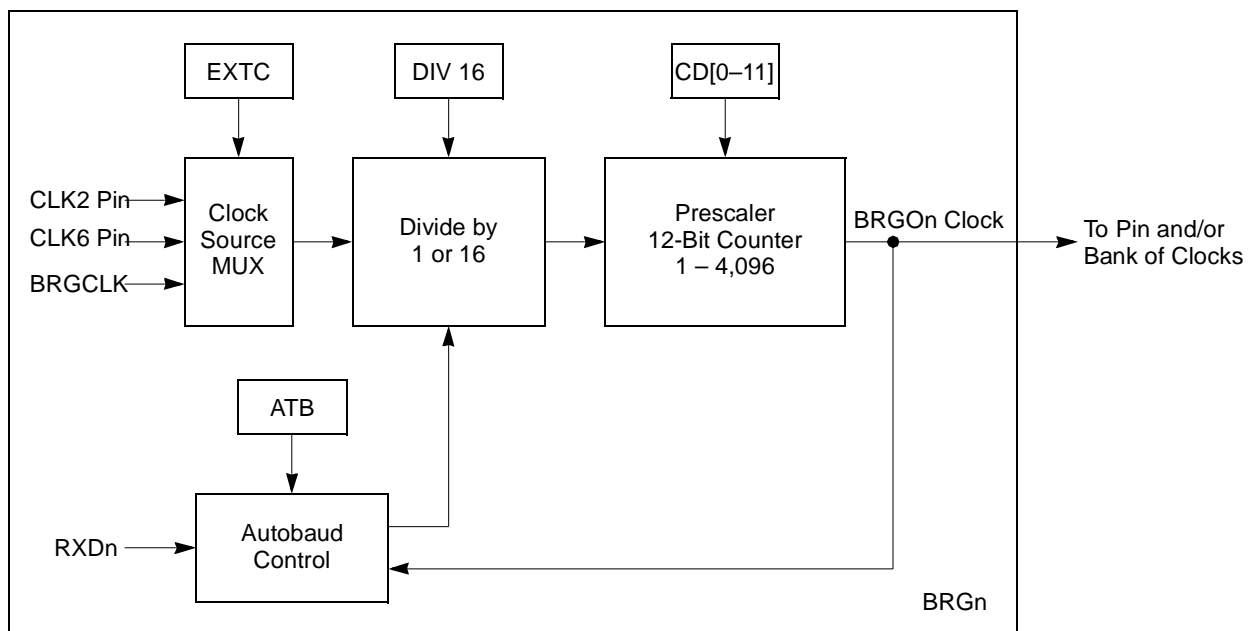 EXTC
DIV 16
CD[0–11]
CLK2 Pin
CLK6 Pin
BRGCLK
Clock
Source
MUX
Divide by
1 or 16
Prescaler
12-Bit Counter
1 – 4,096
BRGOn Clock
To Pin and/or
Bank of Clocks
ATB
RXDn
Autobaud
Control
BRGn